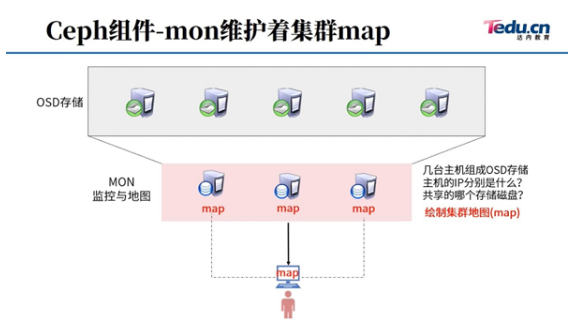 Ceph组件-mon维护着集群map
Tedu.cn
达内教育
OSD存储
MON
监控与地图
map
map
map
几台主机组成OSD存储
主机的IP分别是什么？
共享的哪个存储磁盘？
绘制集群地图(map)
map